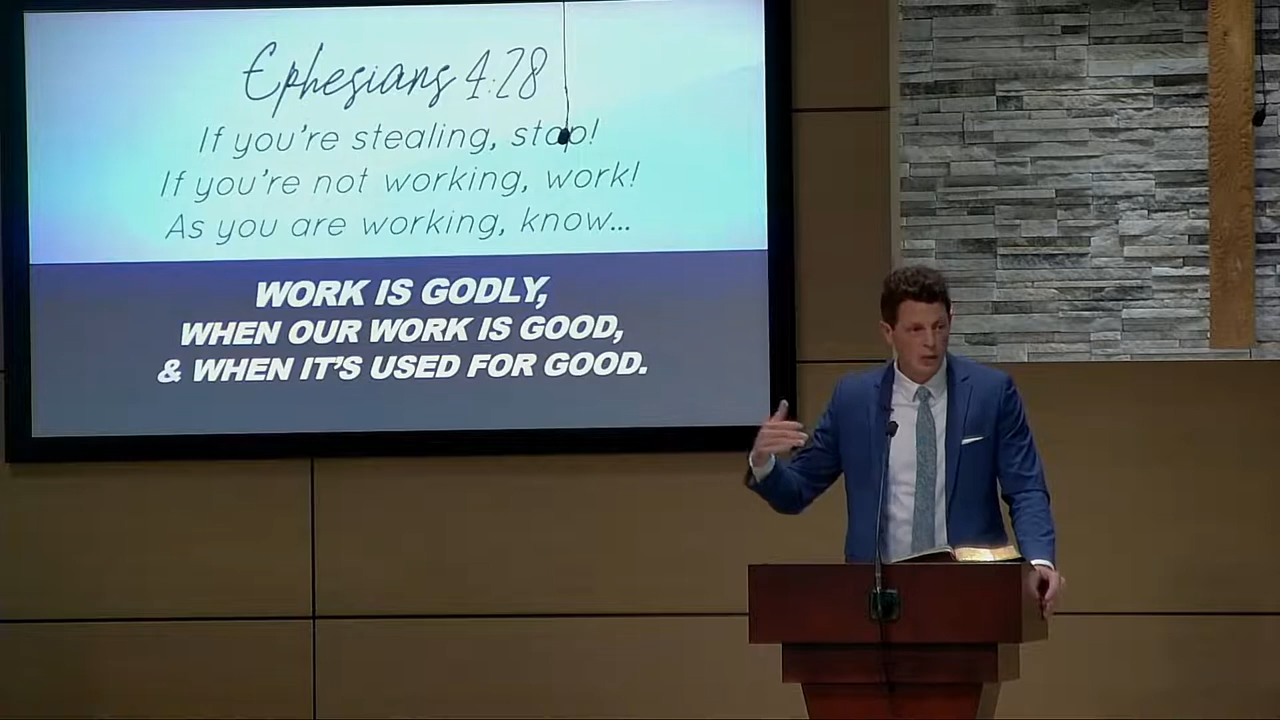 Ephesians 4:28
If you're stealing, stop!
If you're not working, work!
As you are working, know...
WORK IS GODLY,
WHEN OUR WORK IS GOOD,
& WHEN IT'S USED FOR GOOD.